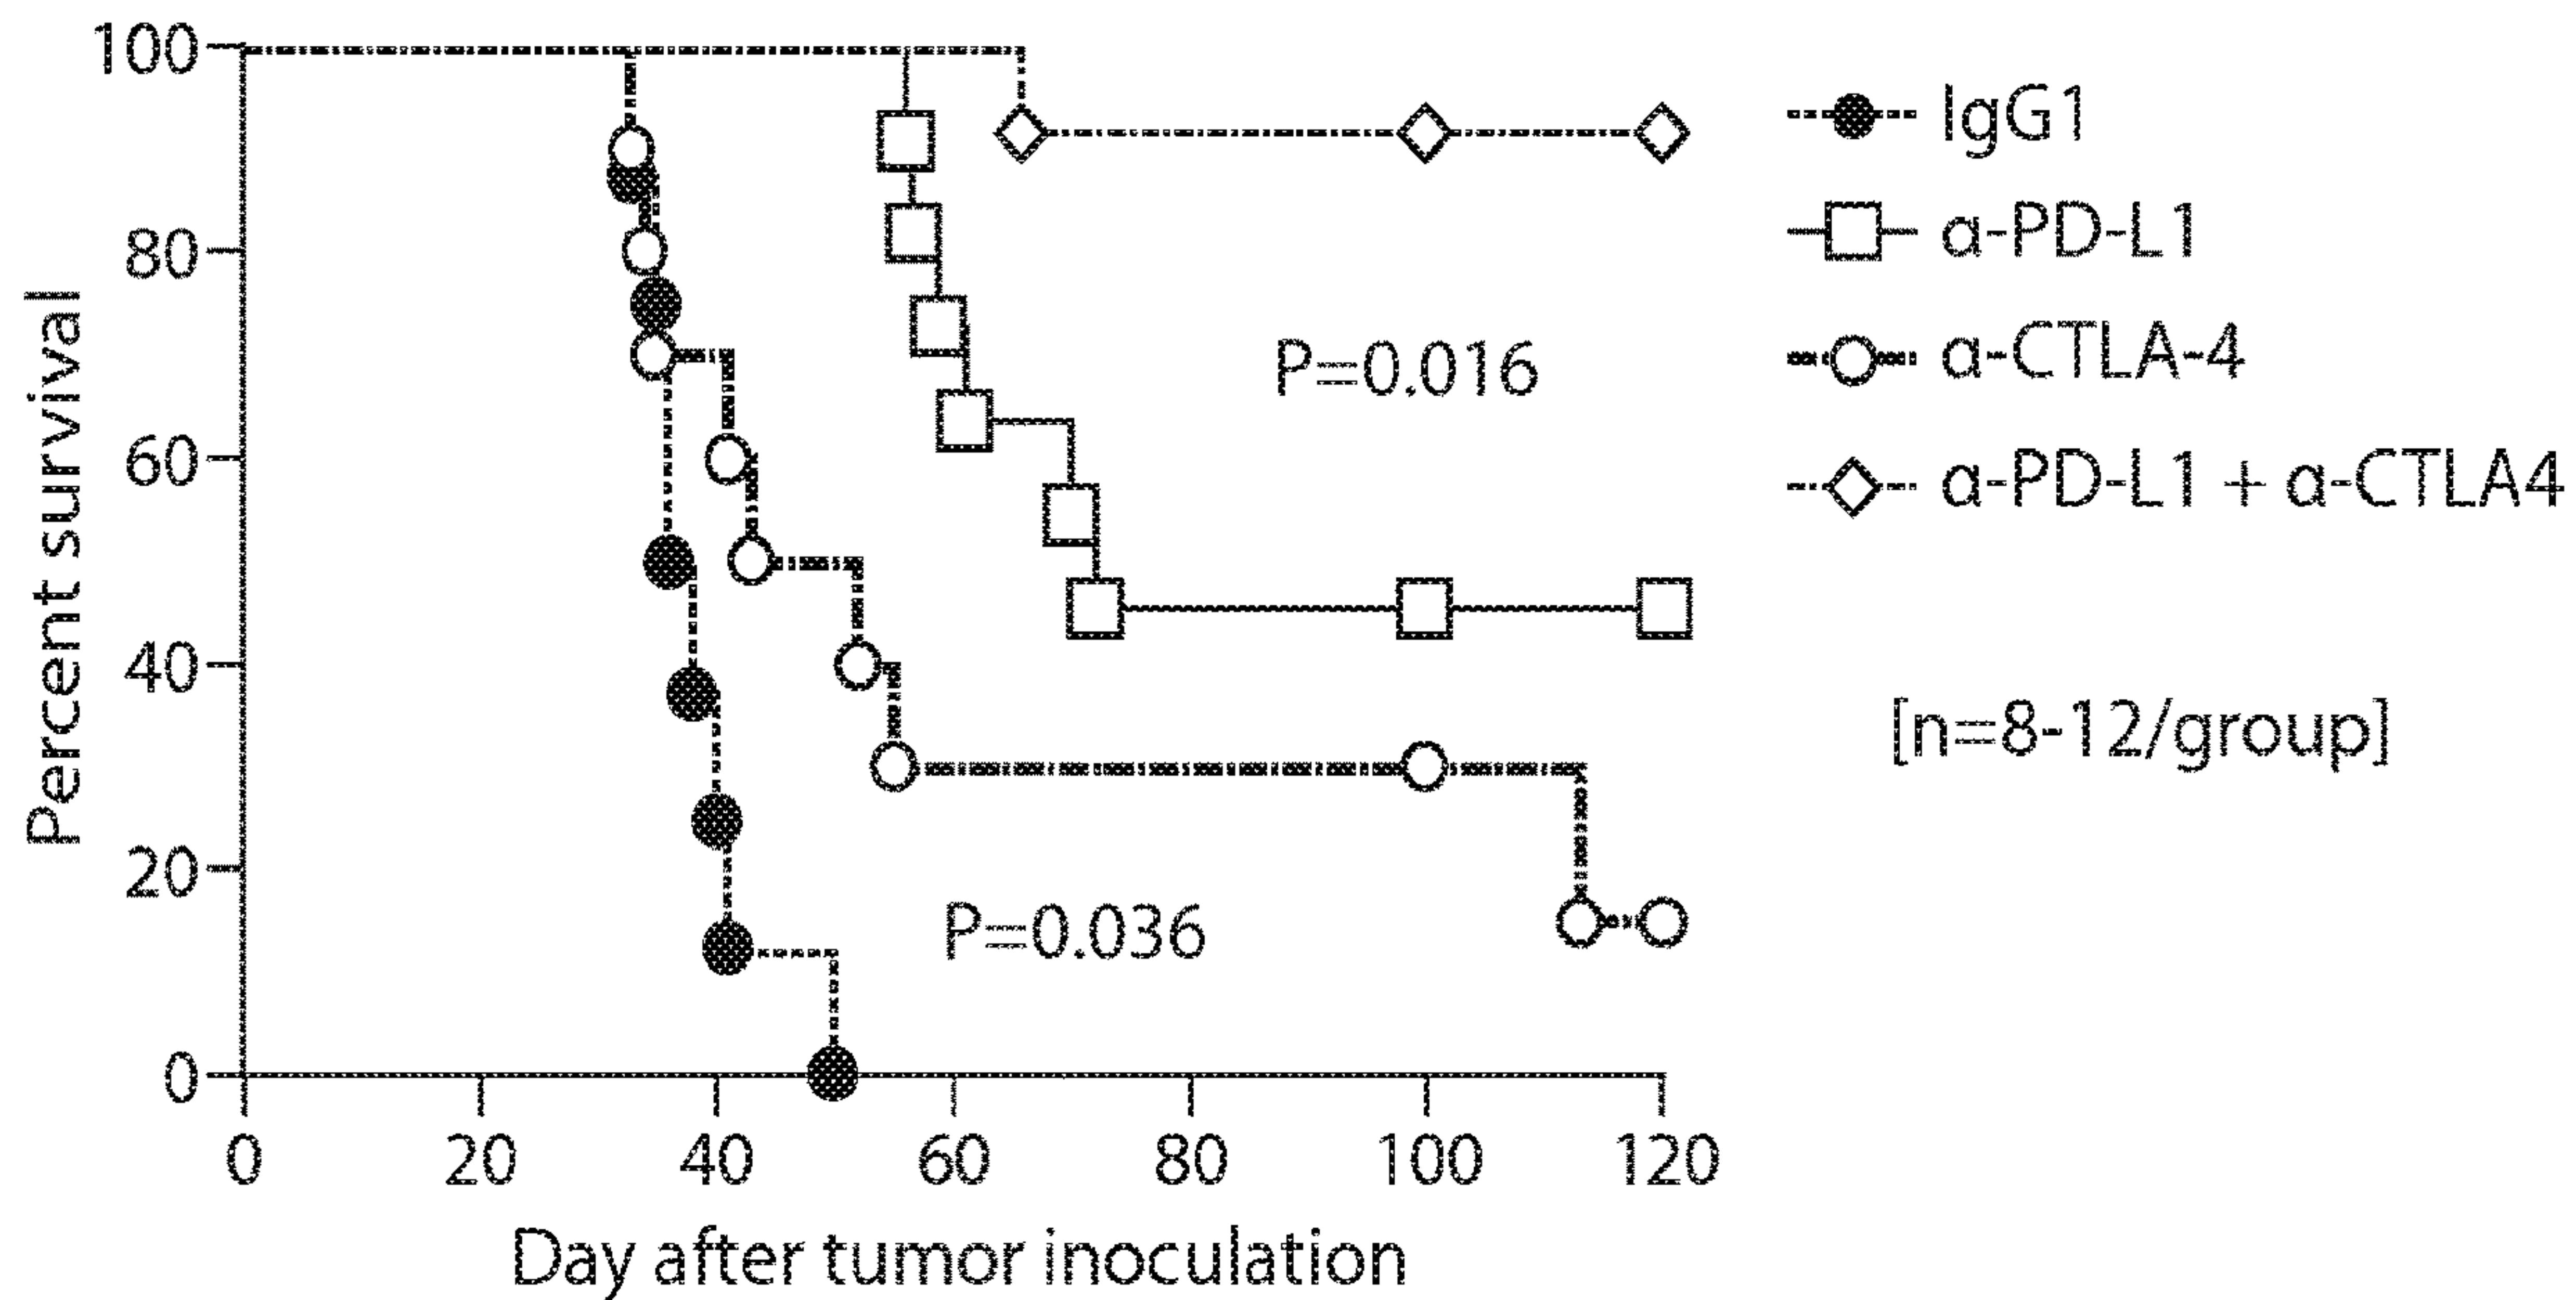 Percent survival
100
80
60
40
20
0
0 20 40 60 80 100 120
Day after tumor inoculation
P=0.016
P=0.036
IgG1
α-PD-L1
α-CTLA-4
α-PD-L1 + α-CTLA4
[n=8-12/group]